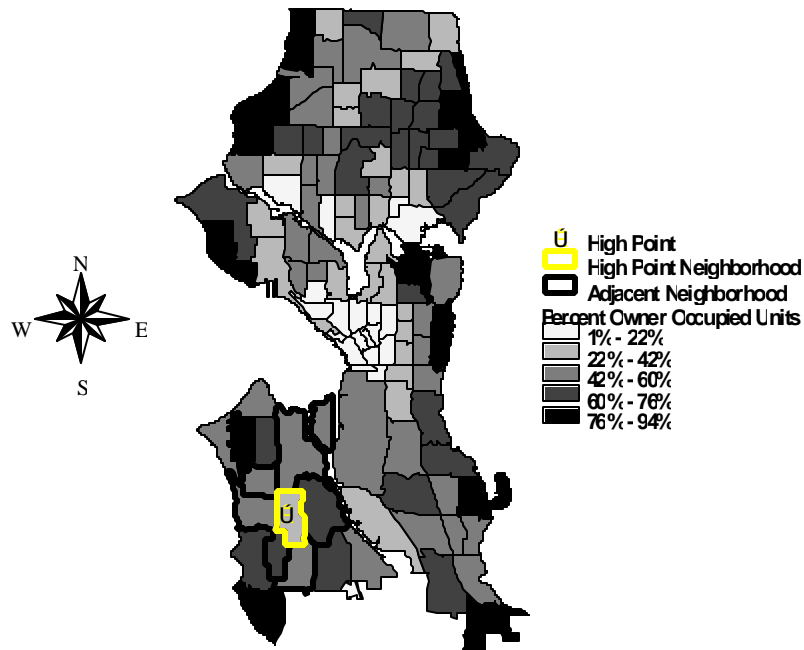 N
W E
S
Ú High Point
High Point Neighborhood
Adjacent Neighborhood
Percent Owner Occupied Units
1% - 22%
22% - 42%
42% - 60%
60% - 76%
76% - 94%
Ú